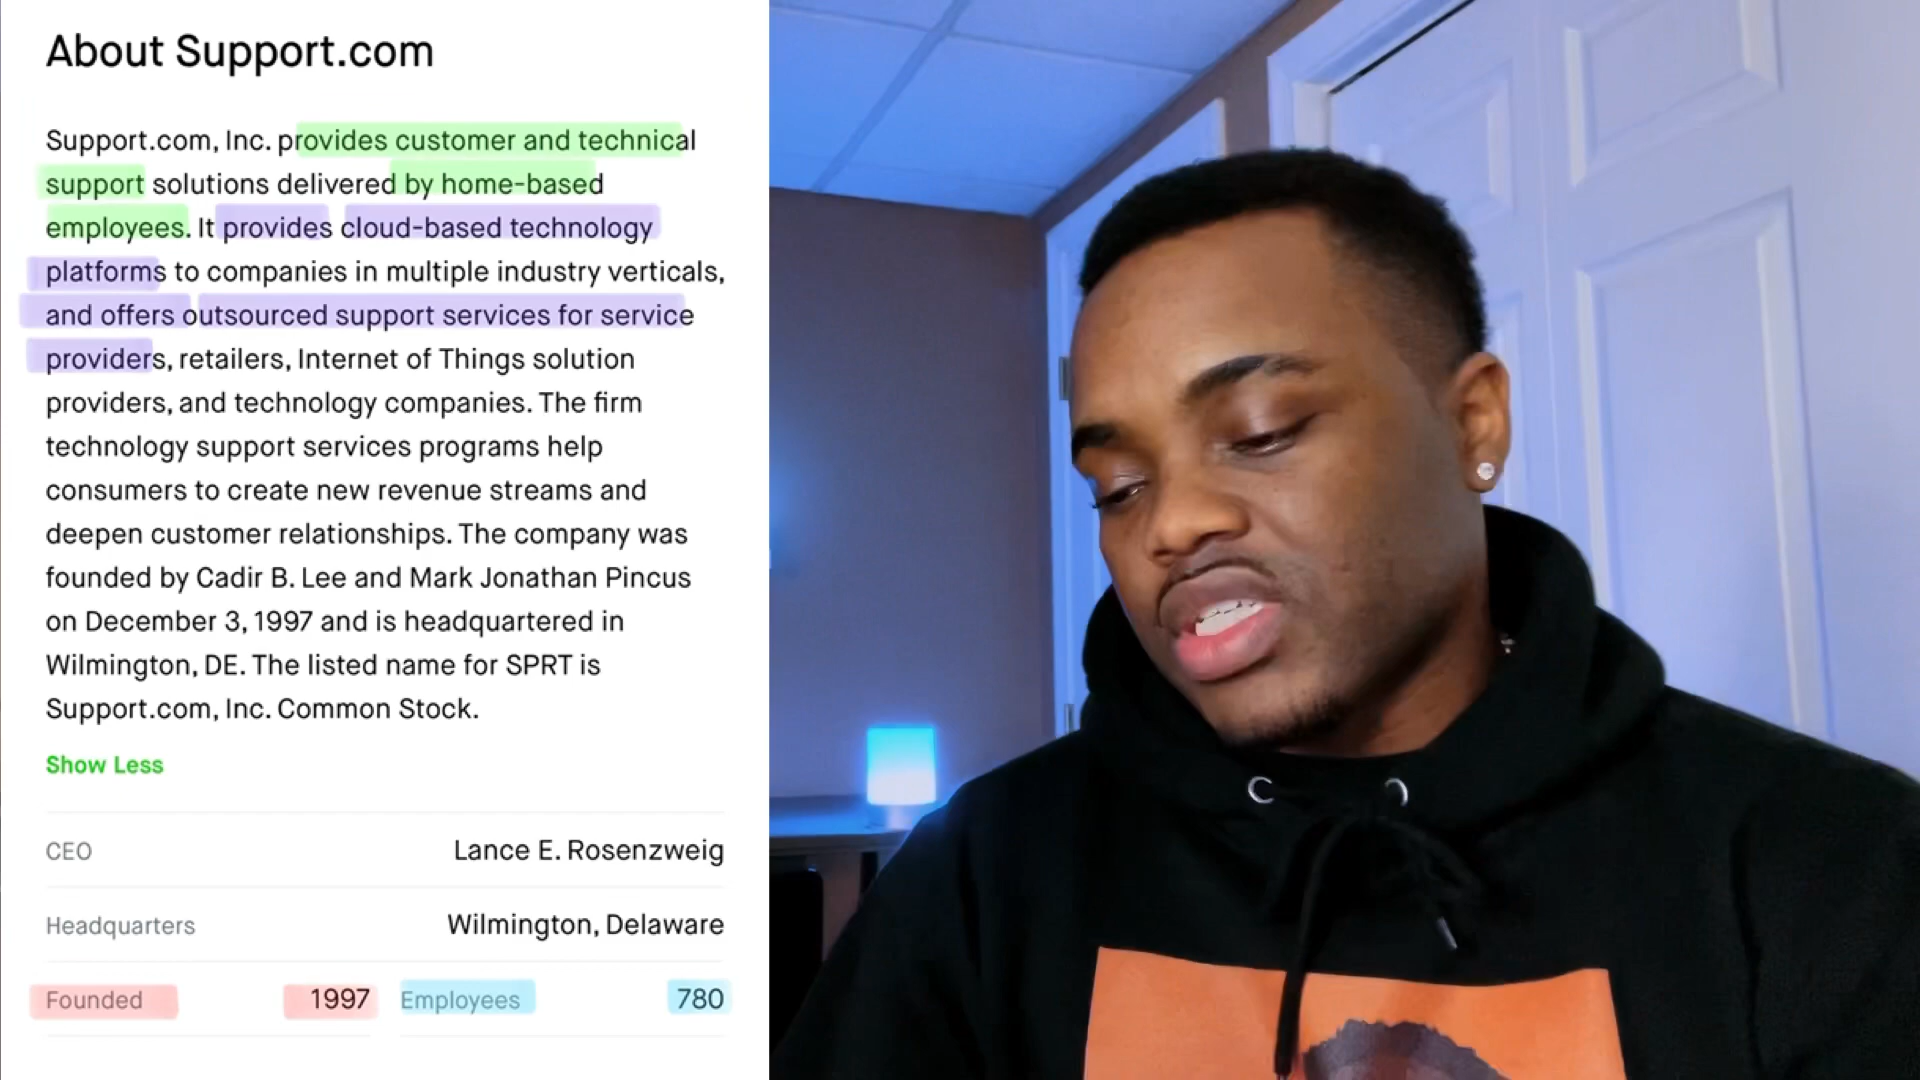 About Support.com
Support.com, Inc. provides customer and technical
support solutions delivered by home-based
employees. It provides cloud-based technology
platforms to companies in multiple industry verticals,
and offers outsourced support services for service
providers, retailers, Internet of Things solution
providers, and technology companies. The firm
technology support services programs help
consumers to create new revenue streams and
deepen customer relationships. The company was
founded by Cadir B. Lee and Mark Jonathan Pincus
on December 3, 1997 and is headquartered in
Wilmington, DE. The listed name for SPRT is
Support.com, Inc. Common Stock.
Show Less
CEO Lance E. Rosenzweig
Headquarters Wilmington, Delaware
Founded 1997 Employees 780